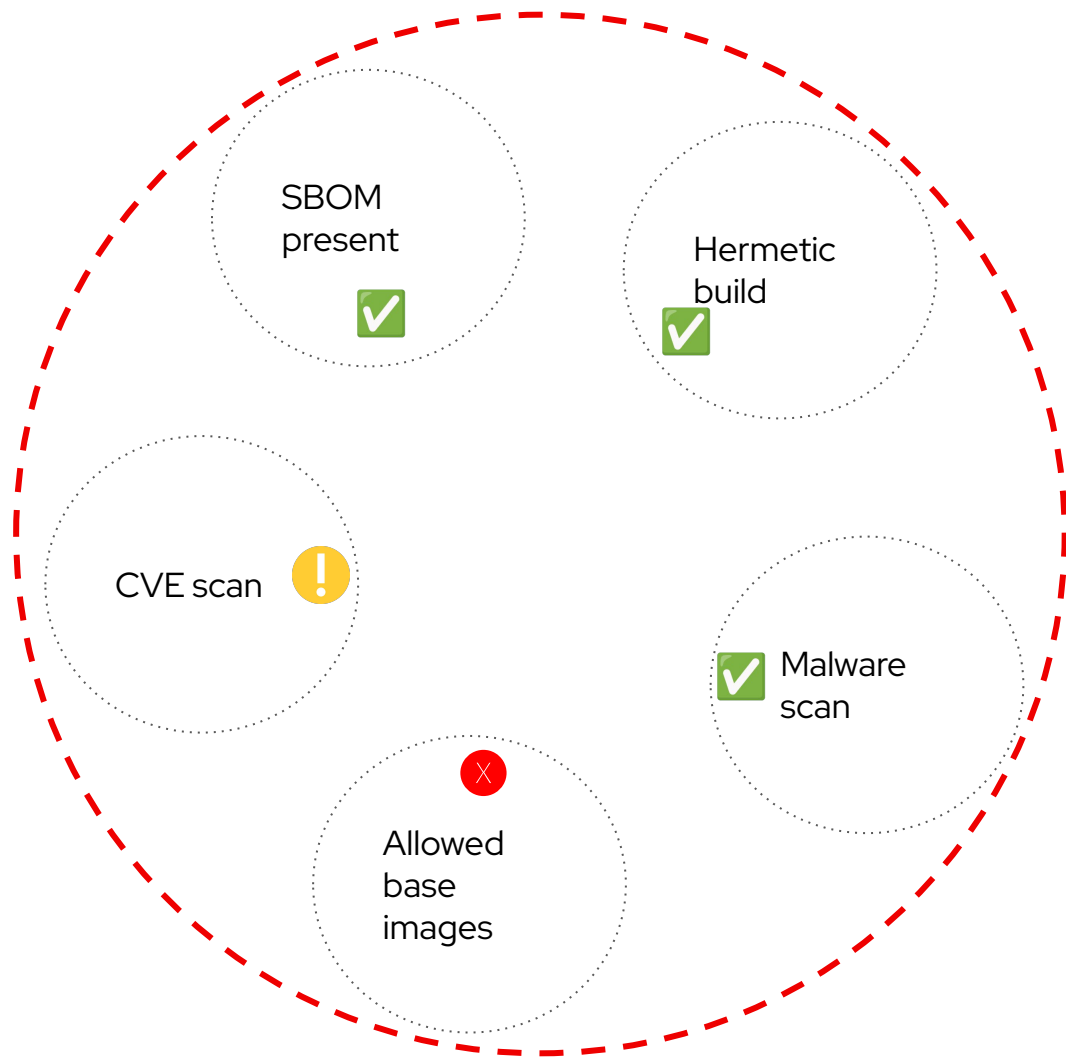 SBOM
present
✅
Hermetic
build
✅
CVE scan
!
✅
Malware
scan
X
Allowed
base
images